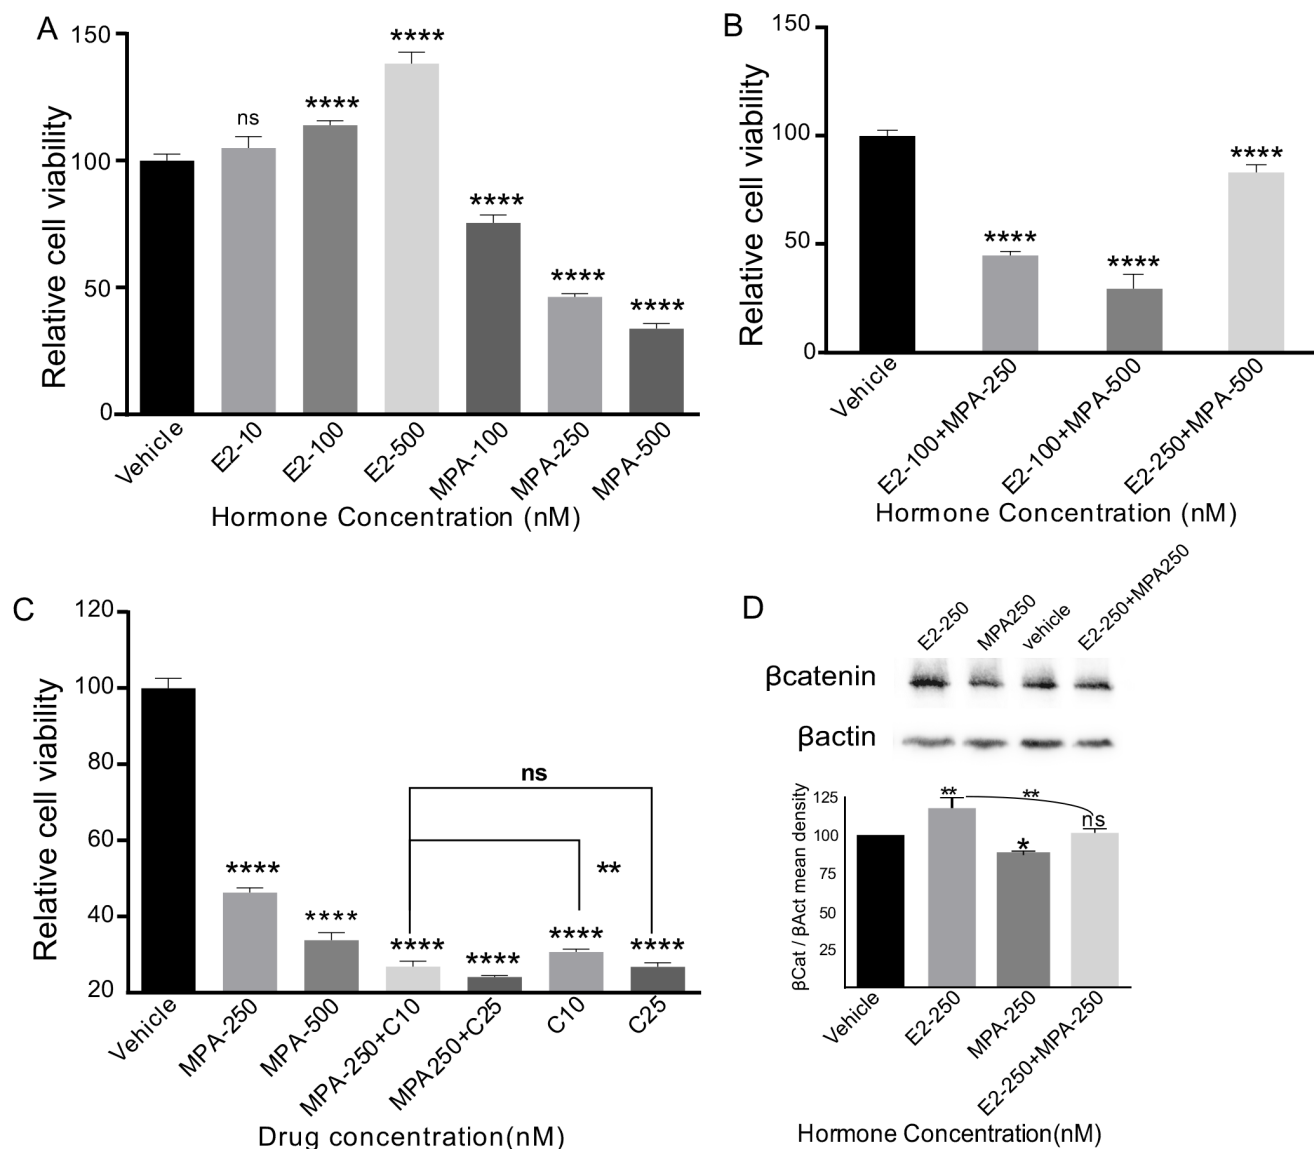 A
Relative cell viability
150
100
50
0
ns
****
****
****
****
****
Vehicle
E2-10
E2-100
E2-500
MPA-100
MPA-250
MPA-500
Hormone Concentration (nM)
B
Relative cell viability
150
100
50
0
****
****
****
Vehicle
E2-100+MPA-250
E2-100+MPA-500
E2-250+MPA-500
Hormone Concentration (nM)
C
Relative cell viability
120
100
80
60
40
20
ns
**
****
****
****
****
****
****
Vehicle
MPA-250
MPA-500
MPA-250+C10
MPA250+C25
C10
C25
Drug concentration(nM)
D
E2-250
MPA250
vehicle
E2-250+MPA250
βcatenin
βactin
βCat / βAct mean density
125
100
75
50
25
**
**
*
ns
Vehicle
E2-250
MPA-250
E2-250+MPA-250
Hormone Concentration(nM)